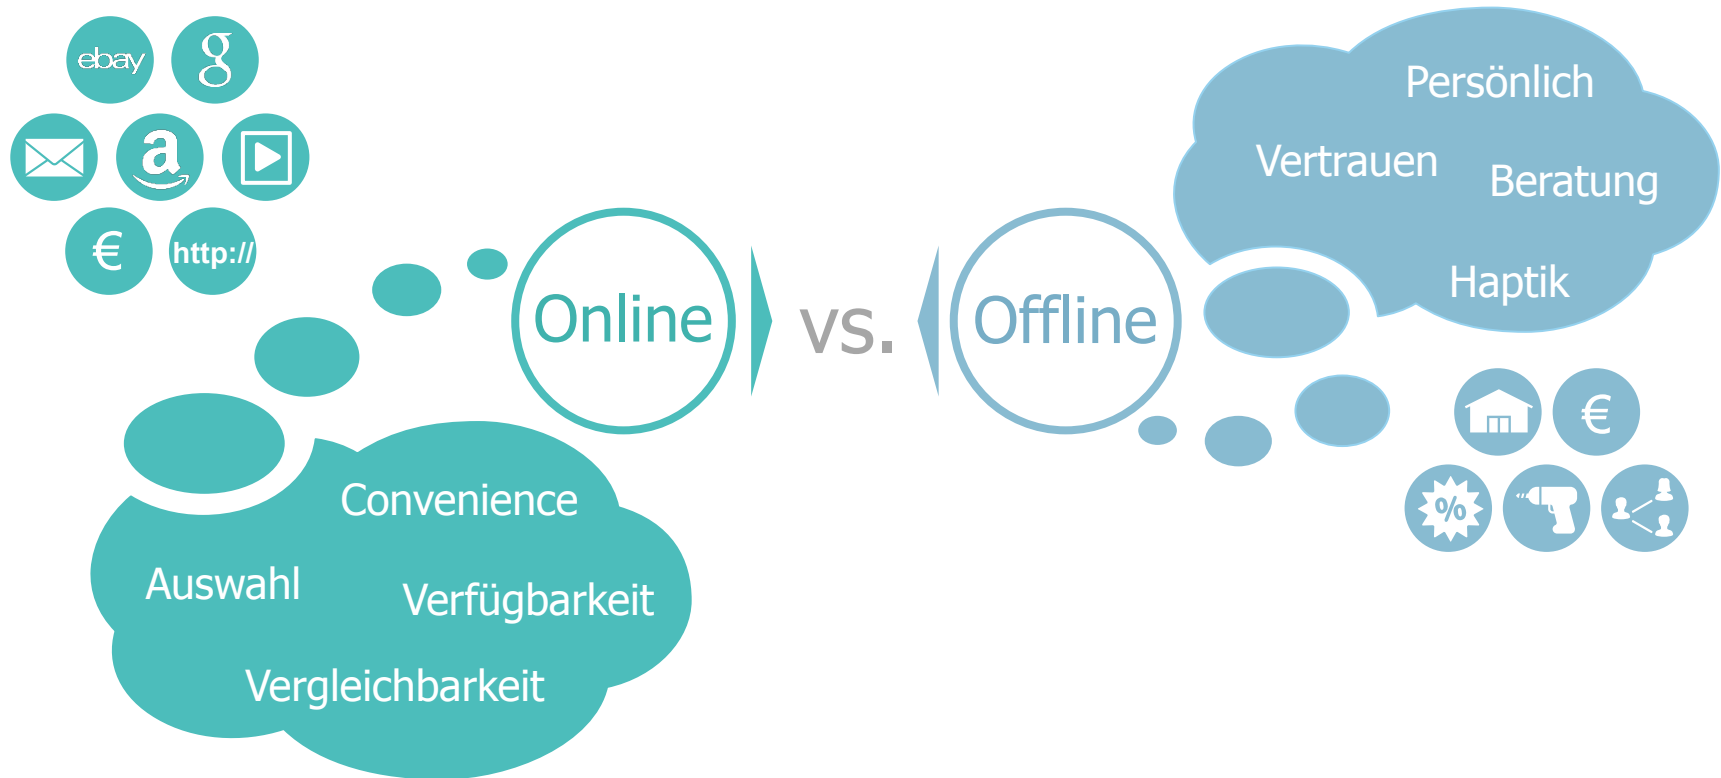 ebay
g
a
€
http://
Online
vs.
Offline
Persönlich
Vertrauen
Beratung
Haptik
€
%
Convenience
Auswahl
Verfügbarkeit
Vergleichbarkeit